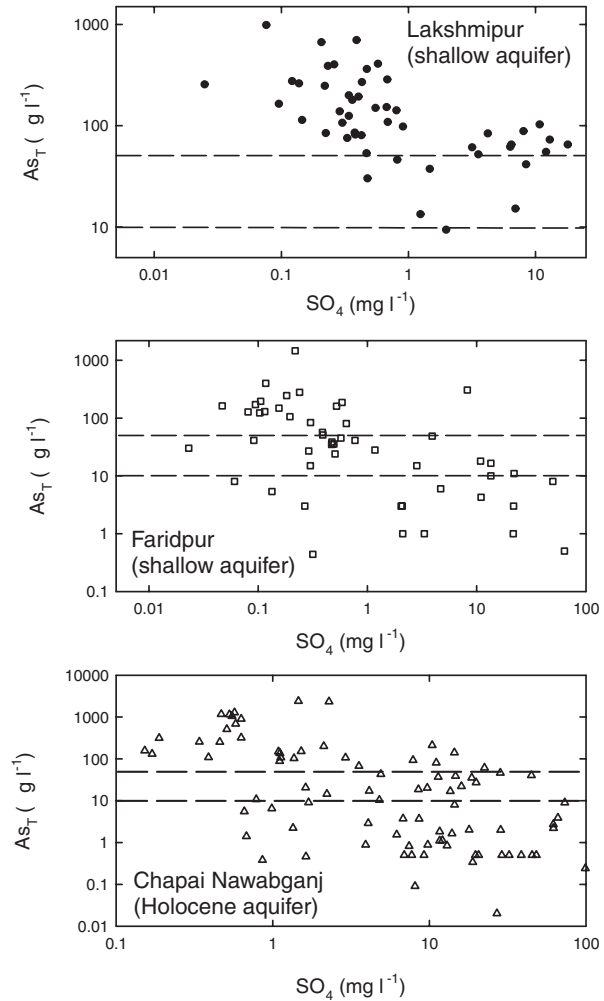 1000
100
10
As_T ( g l⁻¹)
Lakshmipur
(shallow aquifer)
0.01 0.1 1 10
SO₄ (mg l⁻¹)
1000
100
10
1
0.1
As_T ( g l⁻¹)
Faridpur
(shallow aquifer)
0.01 0.1 1 10 100
SO₄ (mg l⁻¹)
10000
1000
100
10
1
0.1
0.01
As_T ( g l⁻¹)
Chapai Nawabganj
(Holocene aquifer)
0.1 1 10 100
SO₄ (mg l⁻¹)